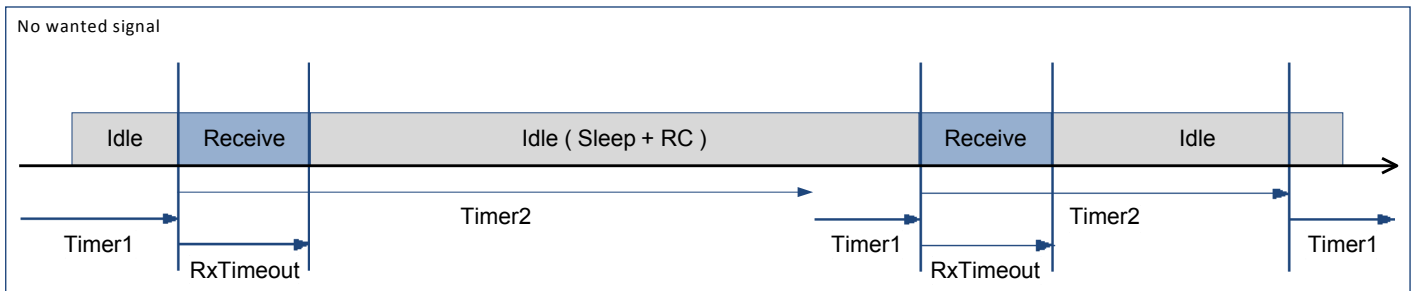 No wanted signal
Idle
Receive
Idle ( Sleep + RC )
Receive
Idle
Timer2
Timer2
Timer1
Timer1
Timer1
RxTimeout
RxTimeout